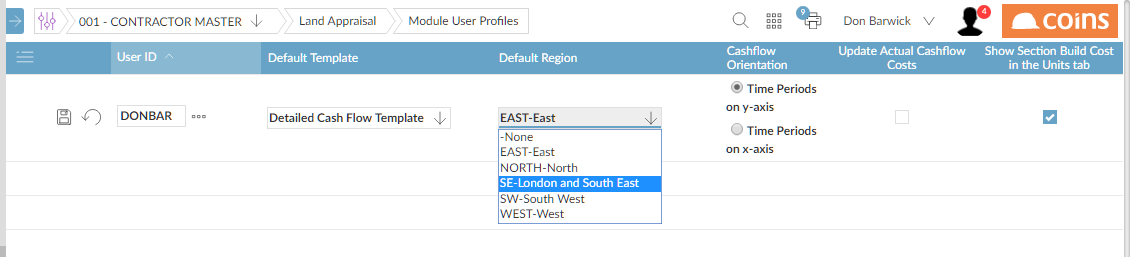 001 - CONTRACTOR MASTER
Land Appraisal
Module User Profiles
9
Don Barwick
4
coins
User ID
Default Template
Default Region
Cashflow
Orientation
Update Actual Cashflow
Costs
Show Section Build Cost
in the Units tab
DONBAR
Detailed Cash Flow Template
EAST-East
Time Periods
on y-axis
Time Periods
on x-axis
-None
EAST-East
NORTH-North
SE-London and South East
SW-South West
WEST-West